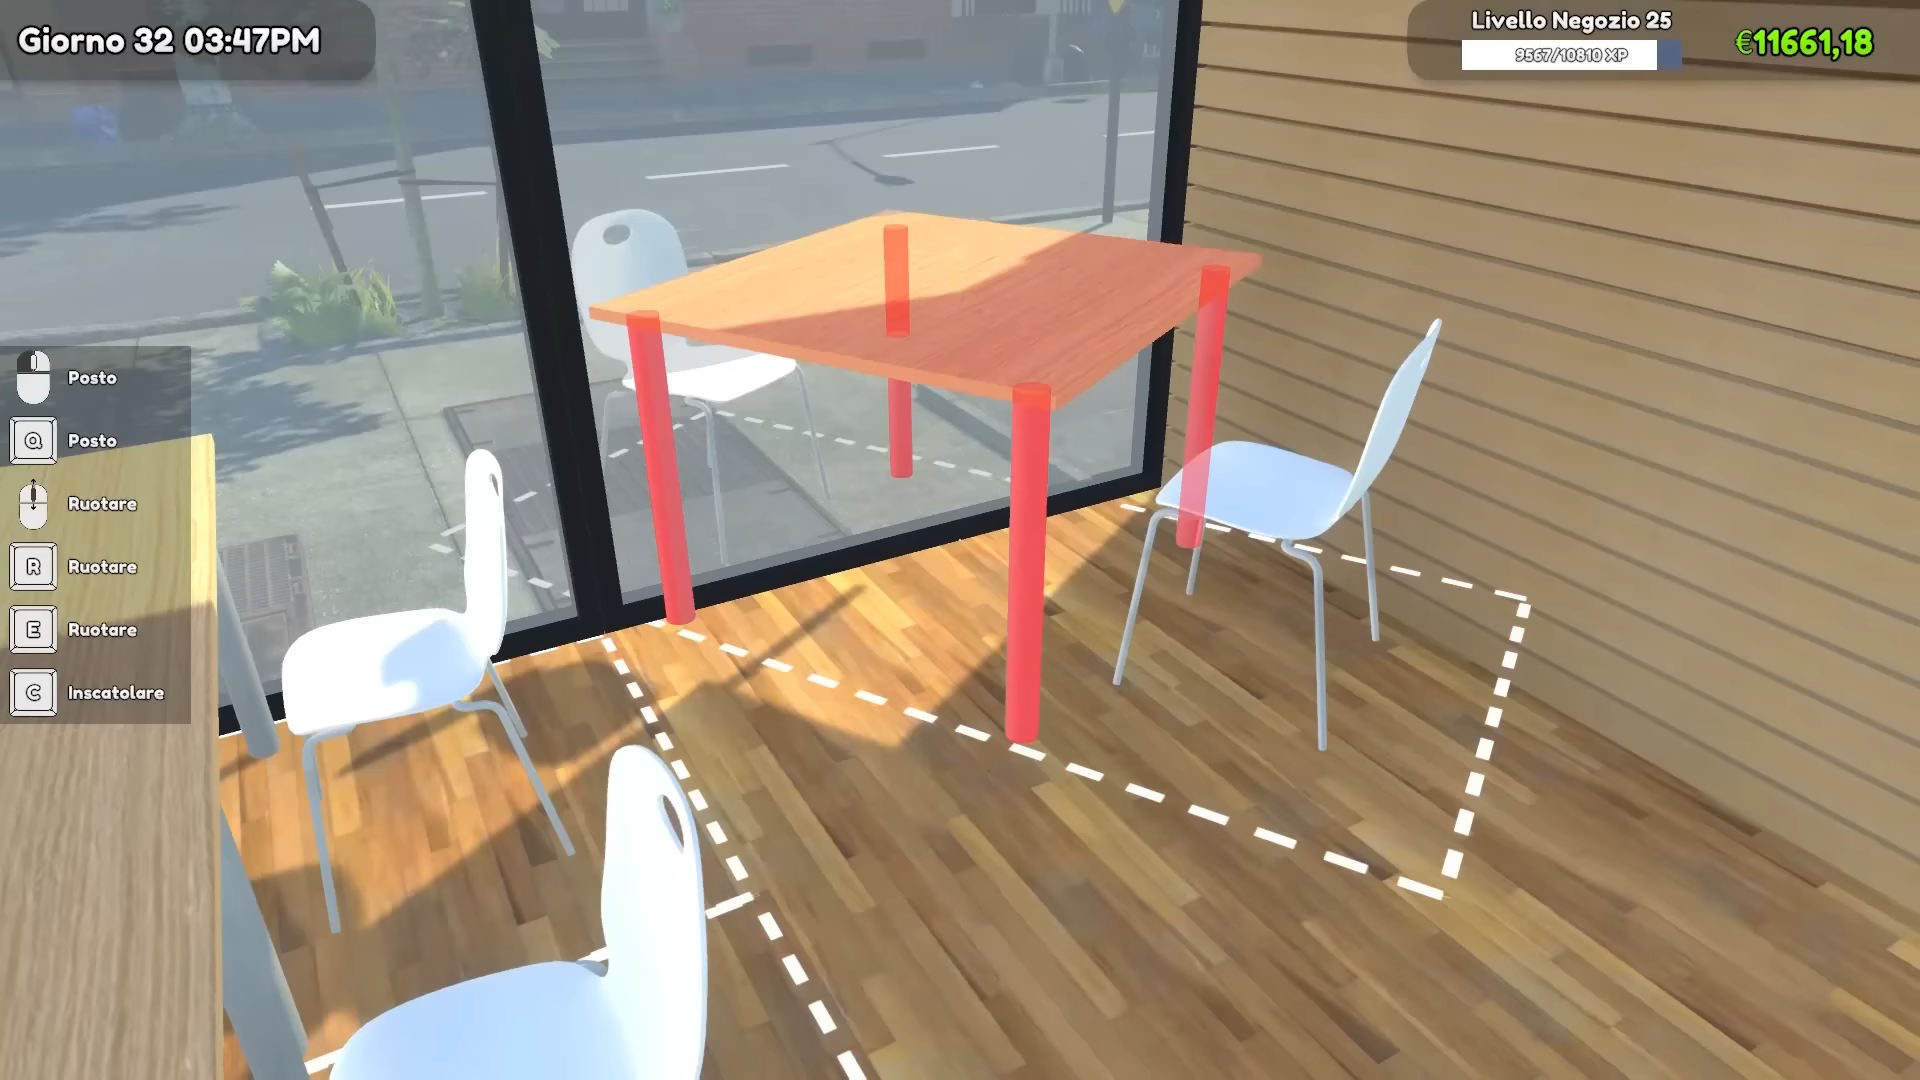 Giorno 32 03:47PM
Livello Negozio 25
9567/10810 XP
€11661,18
Posto
Q Posto
Ruotare
R Ruotare
E Ruotare
C Inscatolare